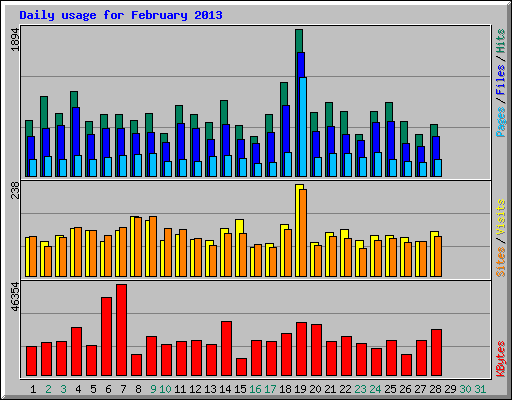 Daily usage for February 2013
1894
Pages / Files / Hits
238
Sites / Visits
46354
KBytes
1 2 3 4 5 6 7 8 9 10 11 12 13 14 15 16 17 18 19 20 21 22 23 24 25 26 27 28 29 30 31